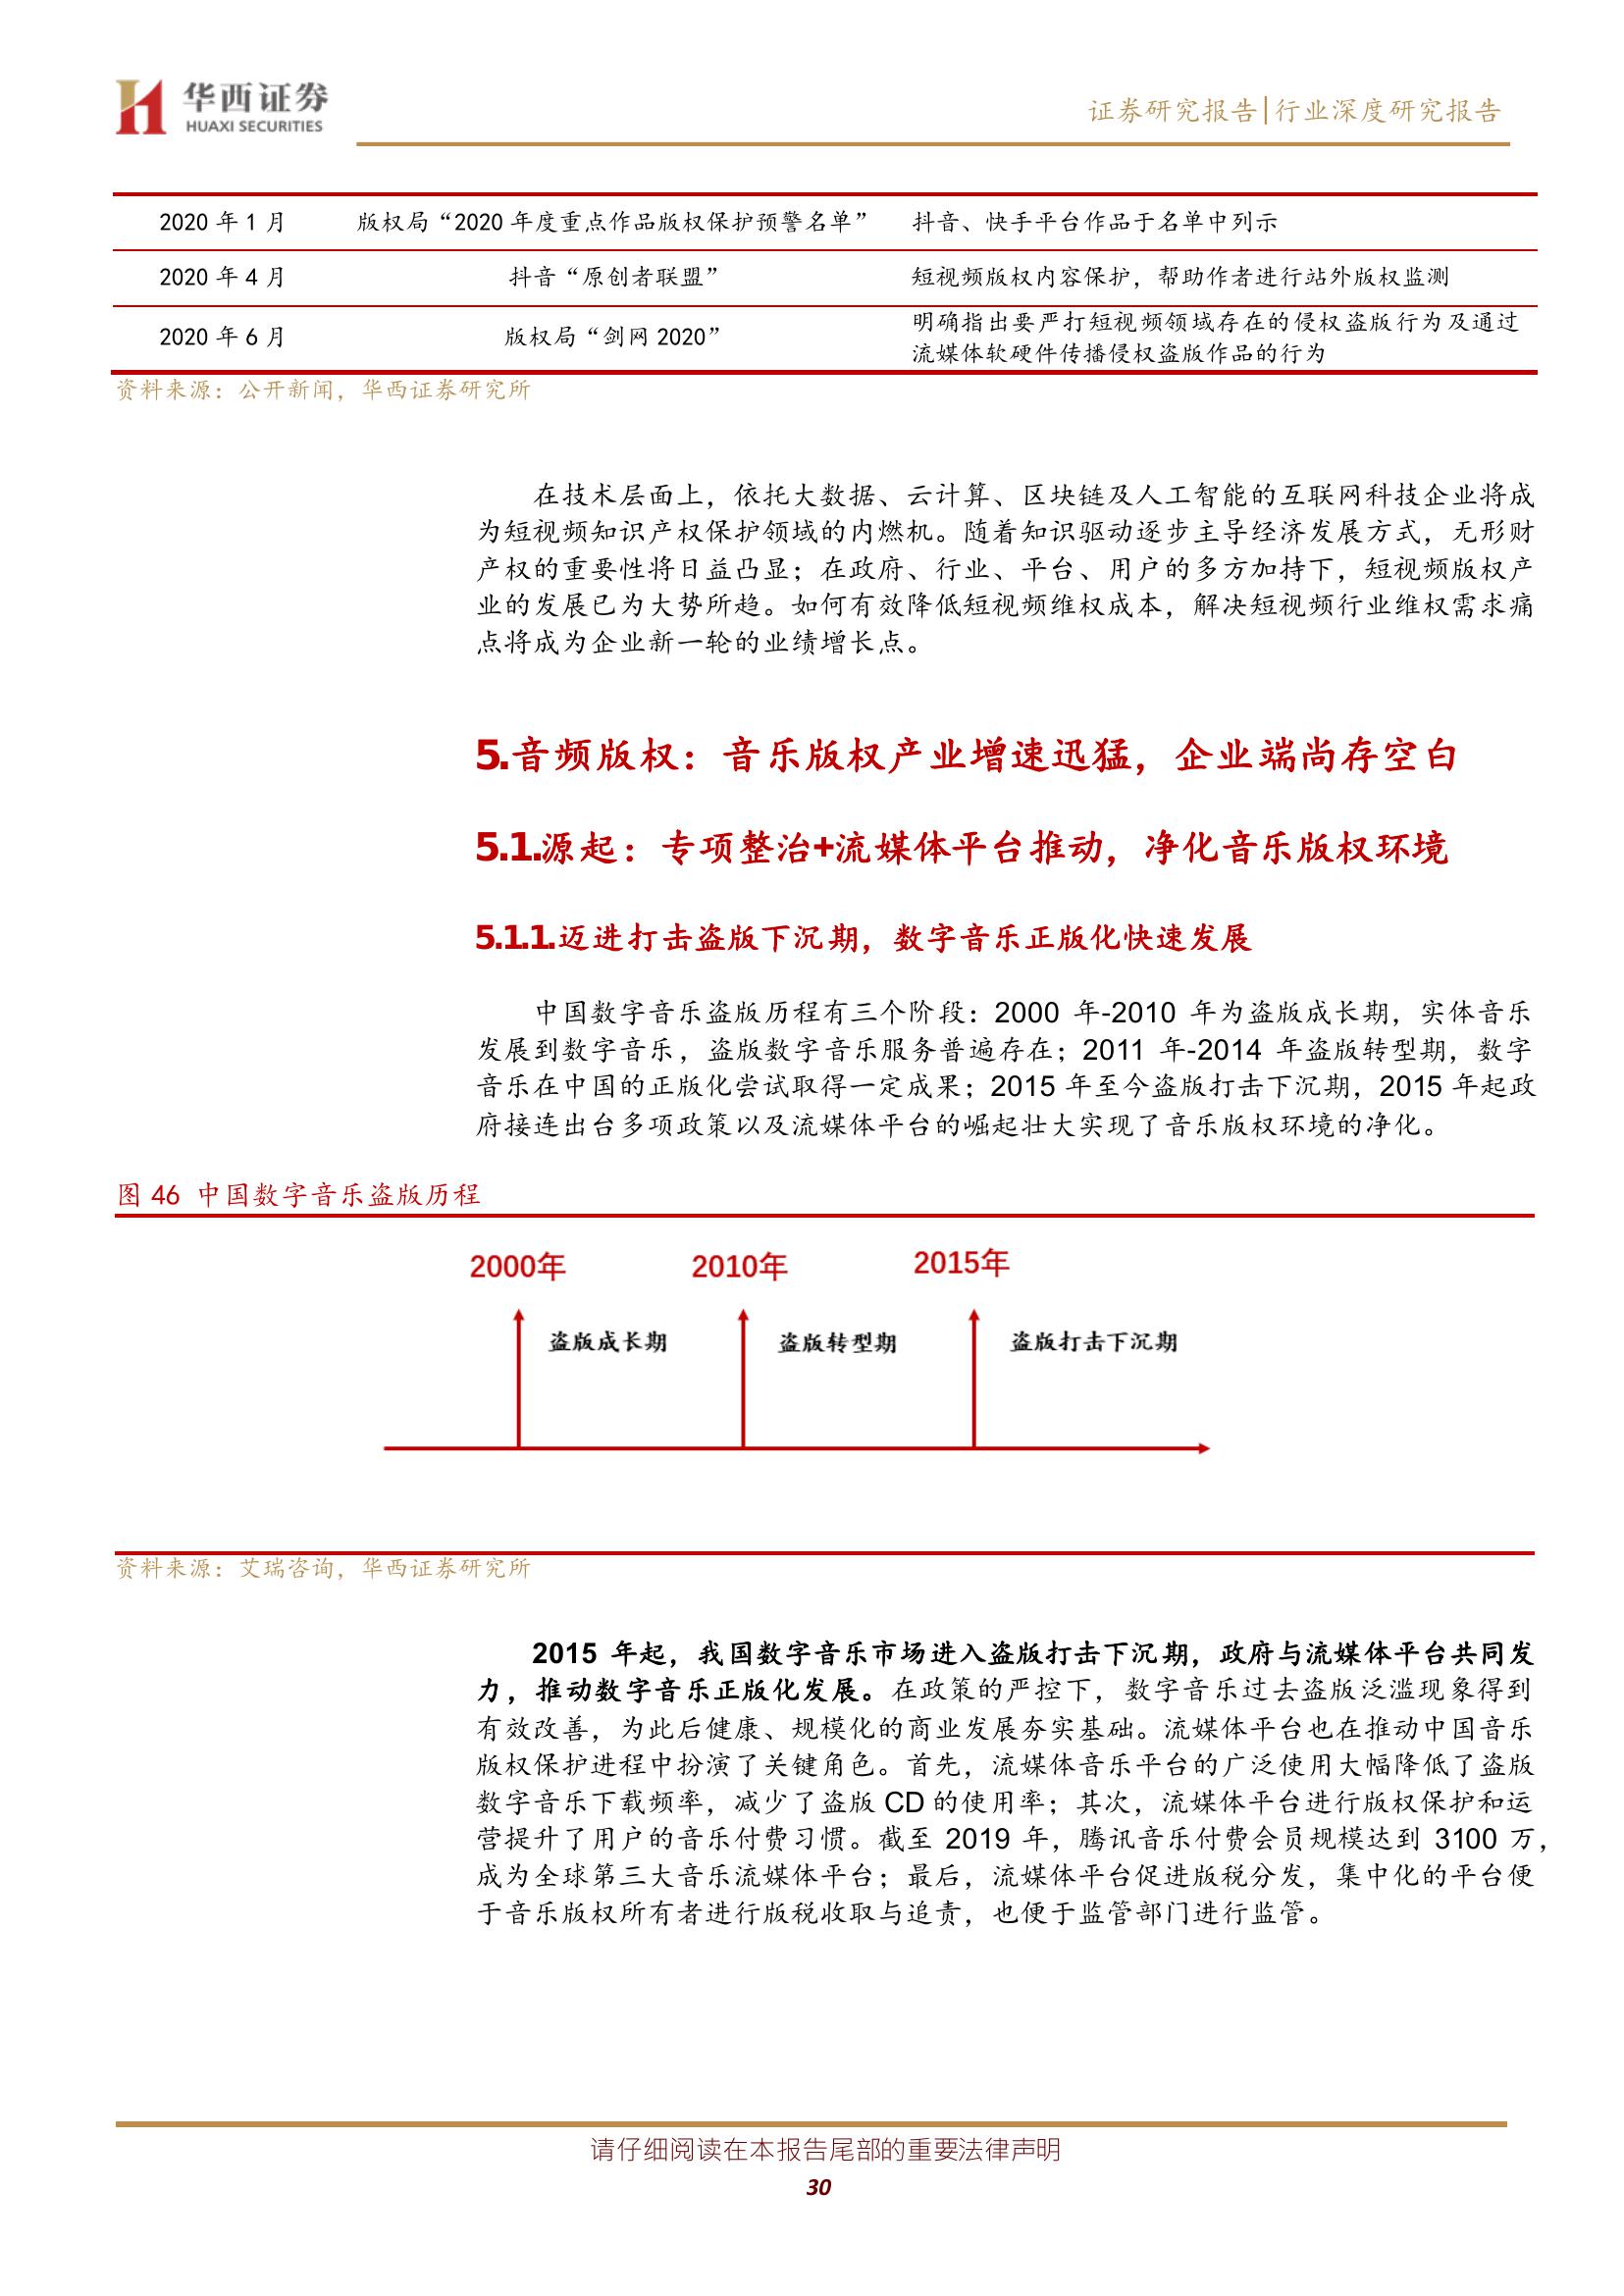 华西证券
HUAXI SECURITIES
证券研究报告|行业深度研究报告
2020 年 1 月 版权局“2020 年度重点作品版权保护预警名单” 抖音、快手平台作品于名单中列示
2020 年 4 月 抖音“原创者联盟” 短视频版权内容保护，帮助作者进行站外版权监测
2020 年 6 月 版权局“剑网 2020” 明确指出要严打短视频领域存在的侵权盗版行为及通过
流媒体软硬件传播侵权盗版作品的行为
资料来源：公开新闻，华西证券研究所
在技术层面上，依托大数据、云计算、区块链及人工智能的互联网科技企业将成
为短视频知识产权保护领域的内燃机。随着知识驱动逐步主导经济发展方式，无形财
产权的重要性将日益凸显；在政府、行业、平台、用户的多方加持下，短视频版权产
业的发展已为大势所趋。如何有效降低短视频维权成本，解决短视频行业维权需求痛
点将成为企业新一轮的业绩增长点。
5.音频版权：音乐版权产业增速迅猛，企业端尚存空白
5.1.源起：专项整治+流媒体平台推动，净化音乐版权环境
5.1.1.迈进打击盗版下沉期，数字音乐正版化快速发展
中国数字音乐盗版历程有三个阶段：2000 年-2010 年为盗版成长期，实体音乐
发展到数字音乐，盗版数字音乐服务普遍存在；2011 年-2014 年盗版转型期，数字
音乐在中国的正版化尝试取得一定成果；2015 年至今盗版打击下沉期，2015 年起政
府接连出台多项政策以及流媒体平台的崛起壮大实现了音乐版权环境的净化。
图 46 中国数字音乐盗版历程
2000年 2010年 2015年
盗版成长期 盗版转型期 盗版打击下沉期
资料来源：艾瑞咨询，华西证券研究所
2015 年起，我国数字音乐市场进入盗版打击下沉期，政府与流媒体平台共同发
力，推动数字音乐正版化发展。在政策的严控下，数字音乐过去盗版泛滥现象得到
有效改善，为此后健康、规模化的商业发展夯实基础。流媒体平台也在推动中国音乐
版权保护进程中扮演了关键角色。首先，流媒体音乐平台的广泛使用大幅降低了盗版
数字音乐下载频率，减少了盗版 CD 的使用率；其次，流媒体平台进行版权保护和运
营提升了用户的音乐付费习惯。截至 2019 年，腾讯音乐付费会员规模达到 3100 万，
成为全球第三大音乐流媒体平台；最后，流媒体平台促进版税分发，集中化的平台便
于音乐版权所有者进行版税收取与追责，也便于监管部门进行监管。
请仔细阅读在本报告尾部的重要法律声明
30